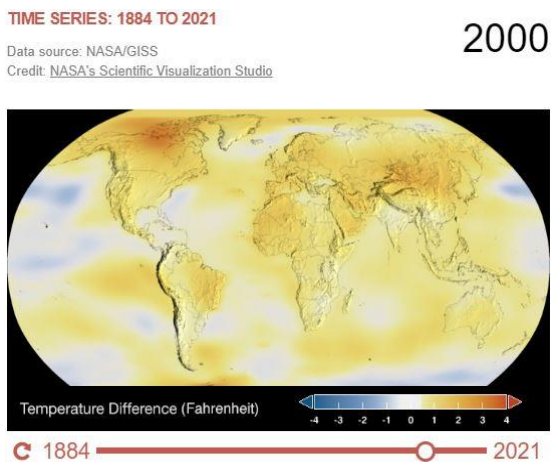 TIME SERIES: 1884 TO 2021
2000
Data source: NASA/GISS
Credit: NASA's Scientific Visualization Studio
Temperature Difference (Fahrenheit)
-4 -3 -2 -1 0 1 2 3 4
1884 2021